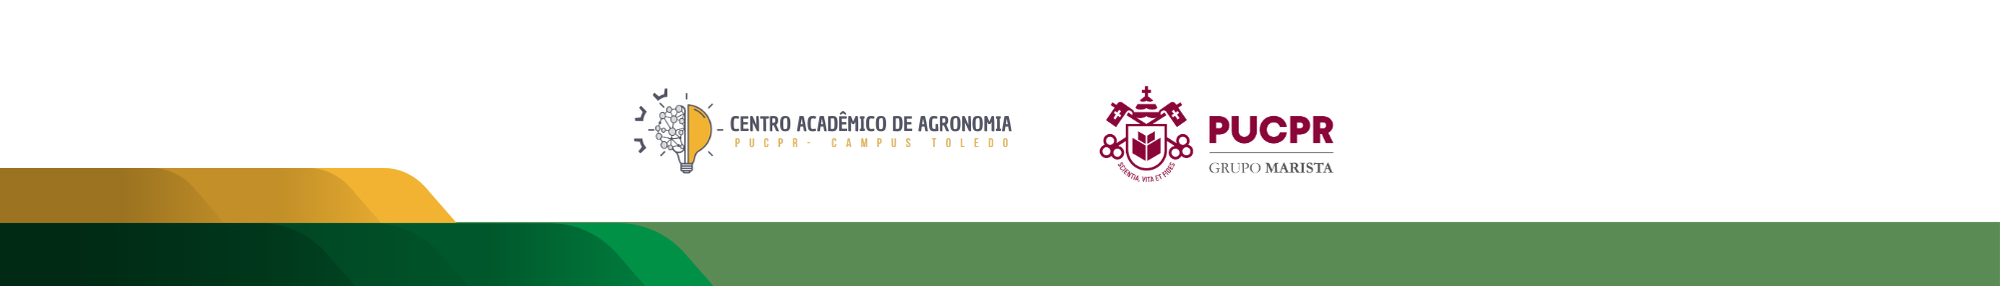 CENTRO ACADÊMICO DE AGRONOMIA
PUCPR- CAMPUS TOLEDO
PUCPR
GRUPO MARISTA
SCIENTIA, VITA ET FIDES